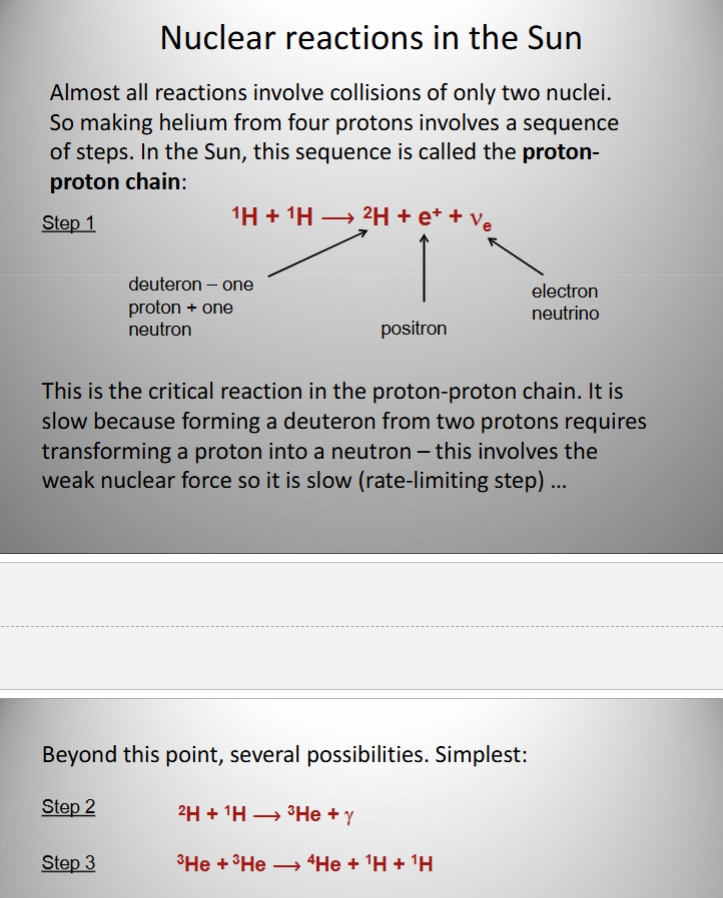 Nuclear reactions in the Sun
Almost all reactions involve collisions of only two nuclei.
So making helium from four protons involves a sequence
of steps. In the Sun, this sequence is called the proton-
proton chain:
Step 1
¹H + ¹H ⟶ ²H + e⁺ + νₑ
deuteron – one
proton + one
neutron
positron
electron
neutrino
This is the critical reaction in the proton-proton chain. It is
slow because forming a deuteron from two protons requires
transforming a proton into a neutron – this involves the
weak nuclear force so it is slow (rate-limiting step) ...
Beyond this point, several possibilities. Simplest:
Step 2
²H + ¹H ⟶ ³He + γ
Step 3
³He + ³He ⟶ ⁴He + ¹H + ¹H